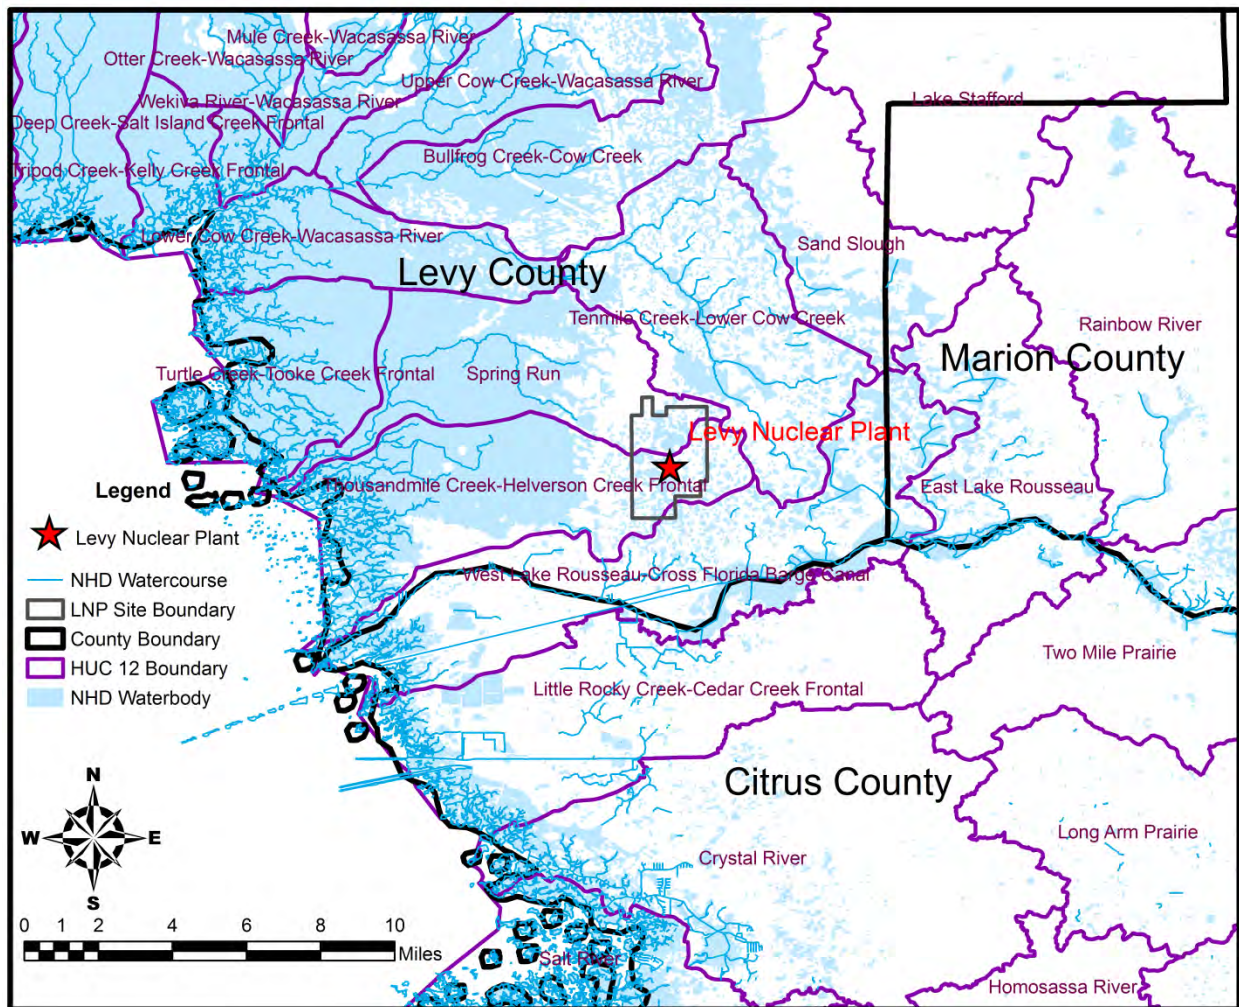 Mule Creek-Wacasassa River
Otter Creek-Wacasassa River
Upper Cow Creek-Wacasassa River
Wekiva River-Wacasassa River
Lake Stafford
Deep Creek-Salt Island Creek Frontal
Bullfrog Creek-Cow Creek
Tripod Creek-Kelly Creek Frontal
Lower Cow Creek-Wacasassa River
Sand Slough
Levy County
Tenmile Creek-Lower Cow Creek
Rainbow River
Marion County
Turtle Creek-Tooke Creek Frontal
Spring Run
Levy Nuclear Plant
Thousandmile Creek-Helverson Creek Frontal
East Lake Rousseau
Legend
Levy Nuclear Plant
NHD Watercourse
LNP Site Boundary
County Boundary
HUC 12 Boundary
NHD Waterbody
West Lake Rousseau-Cross Florida Barge Canal
Two Mile Prairie
Little Rocky Creek-Cedar Creek Frontal
Citrus County
Long Arm Prairie
Crystal River
N
W E
S
0 1 2 4 6 8 10
Miles
Salt River
Homosassa River